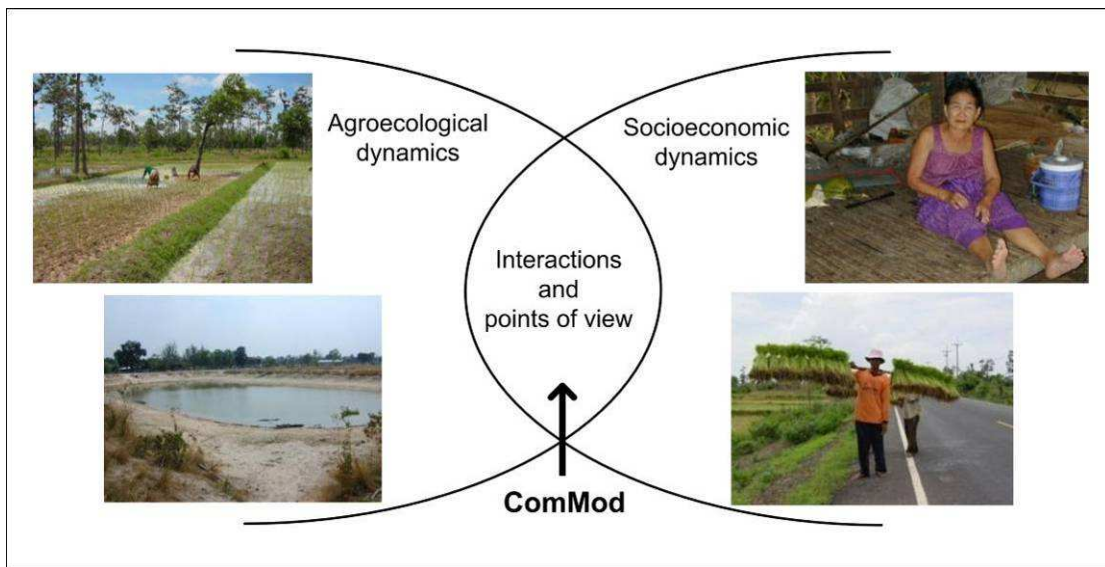 Agroecological
dynamics
Socioeconomic
dynamics
Interactions
and
points of view
ComMod